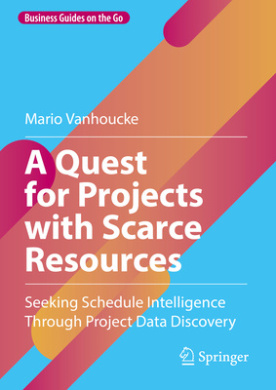 Business Guides on the Go
Mario Vanhoucke
A Quest
for Projects
with Scarce
Resources
Seeking Schedule Intelligence
Through Project Data Discovery
Springer